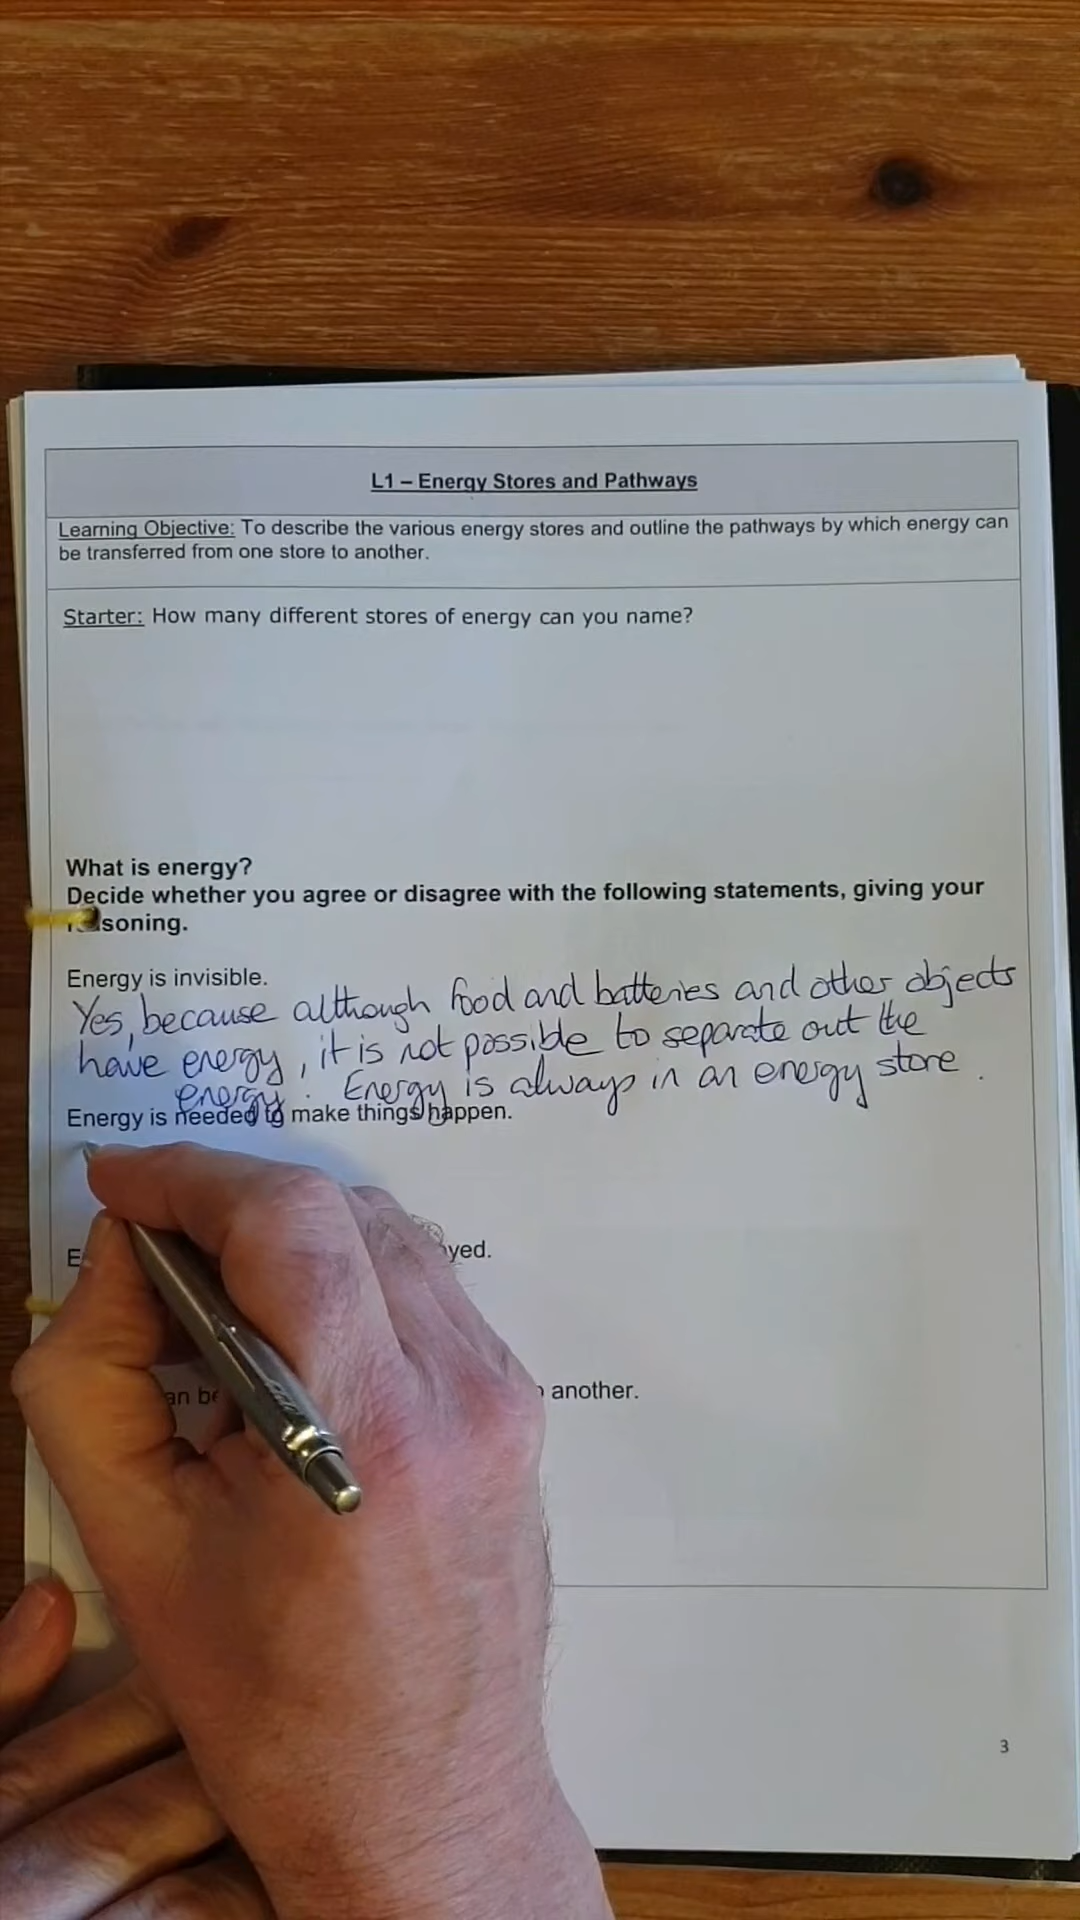 L1 – Energy Stores and Pathways
Learning Objective: To describe the various energy stores and outline the pathways by which energy can
be transferred from one store to another.
Starter: How many different stores of energy can you name?
What is energy?
Decide whether you agree or disagree with the following statements, giving your
soning.
Energy is invisible.
Yes, because although food and batteries and other objects
have energy, it is not possible to separate out the
energy. Energy is always in an energy store.
Energy is needed to make things happen.
E yed.
an be another.
3